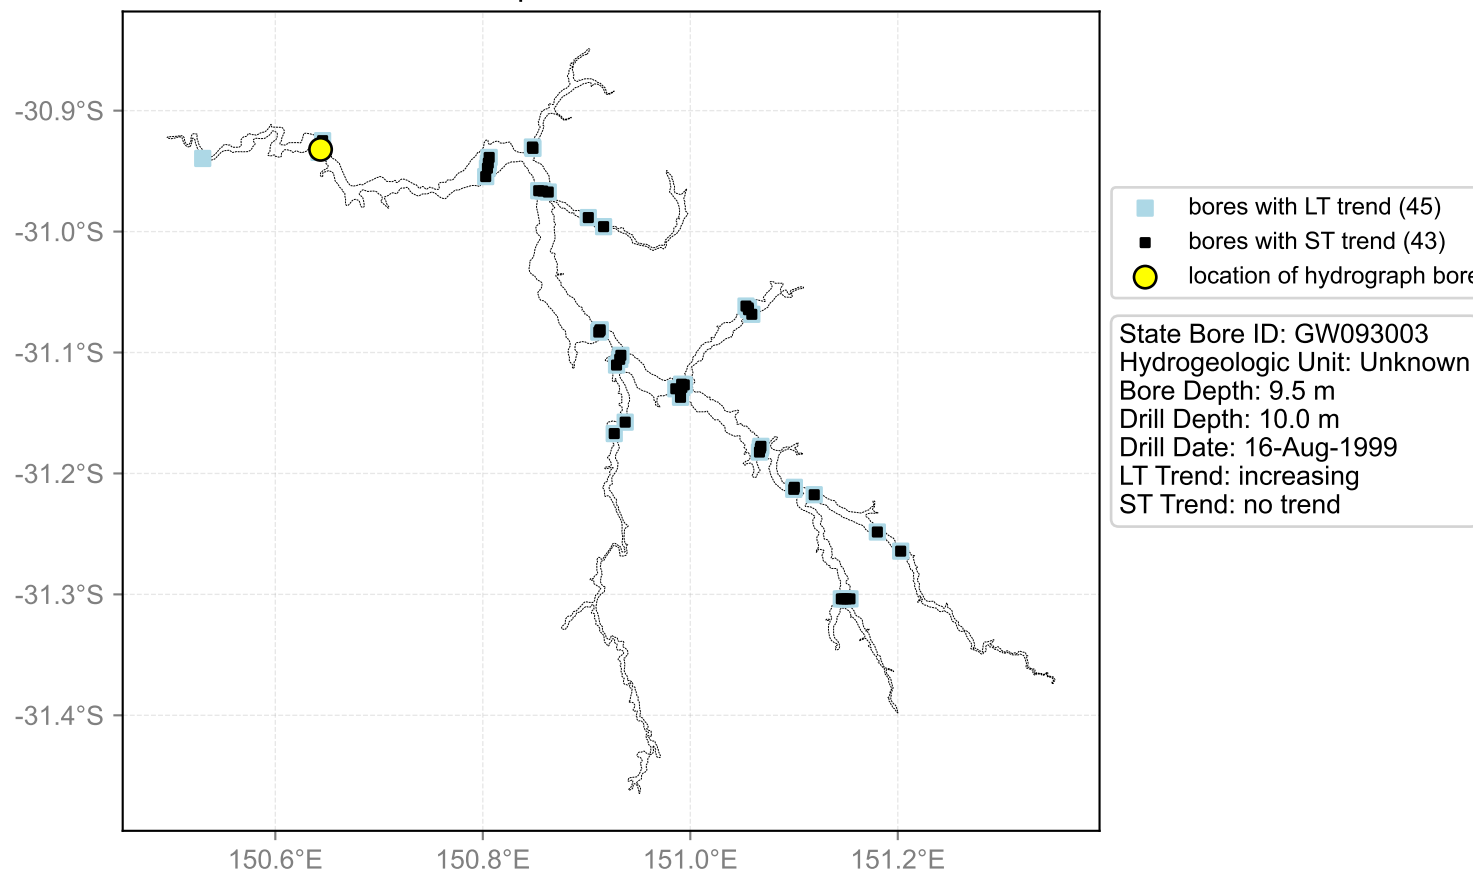 -30.9°S
-31.0°S
-31.1°S
-31.2°S
-31.3°S
-31.4°S
150.6°E
150.8°E
151.0°E
151.2°E
bores with LT trend (45)
bores with ST trend (43)
location of hydrograph bore
State Bore ID: GW093003
Hydrogeologic Unit: Unknown
Bore Depth: 9.5 m
Drill Depth: 10.0 m
Drill Date: 16-Aug-1999
LT Trend: increasing
ST Trend: no trend